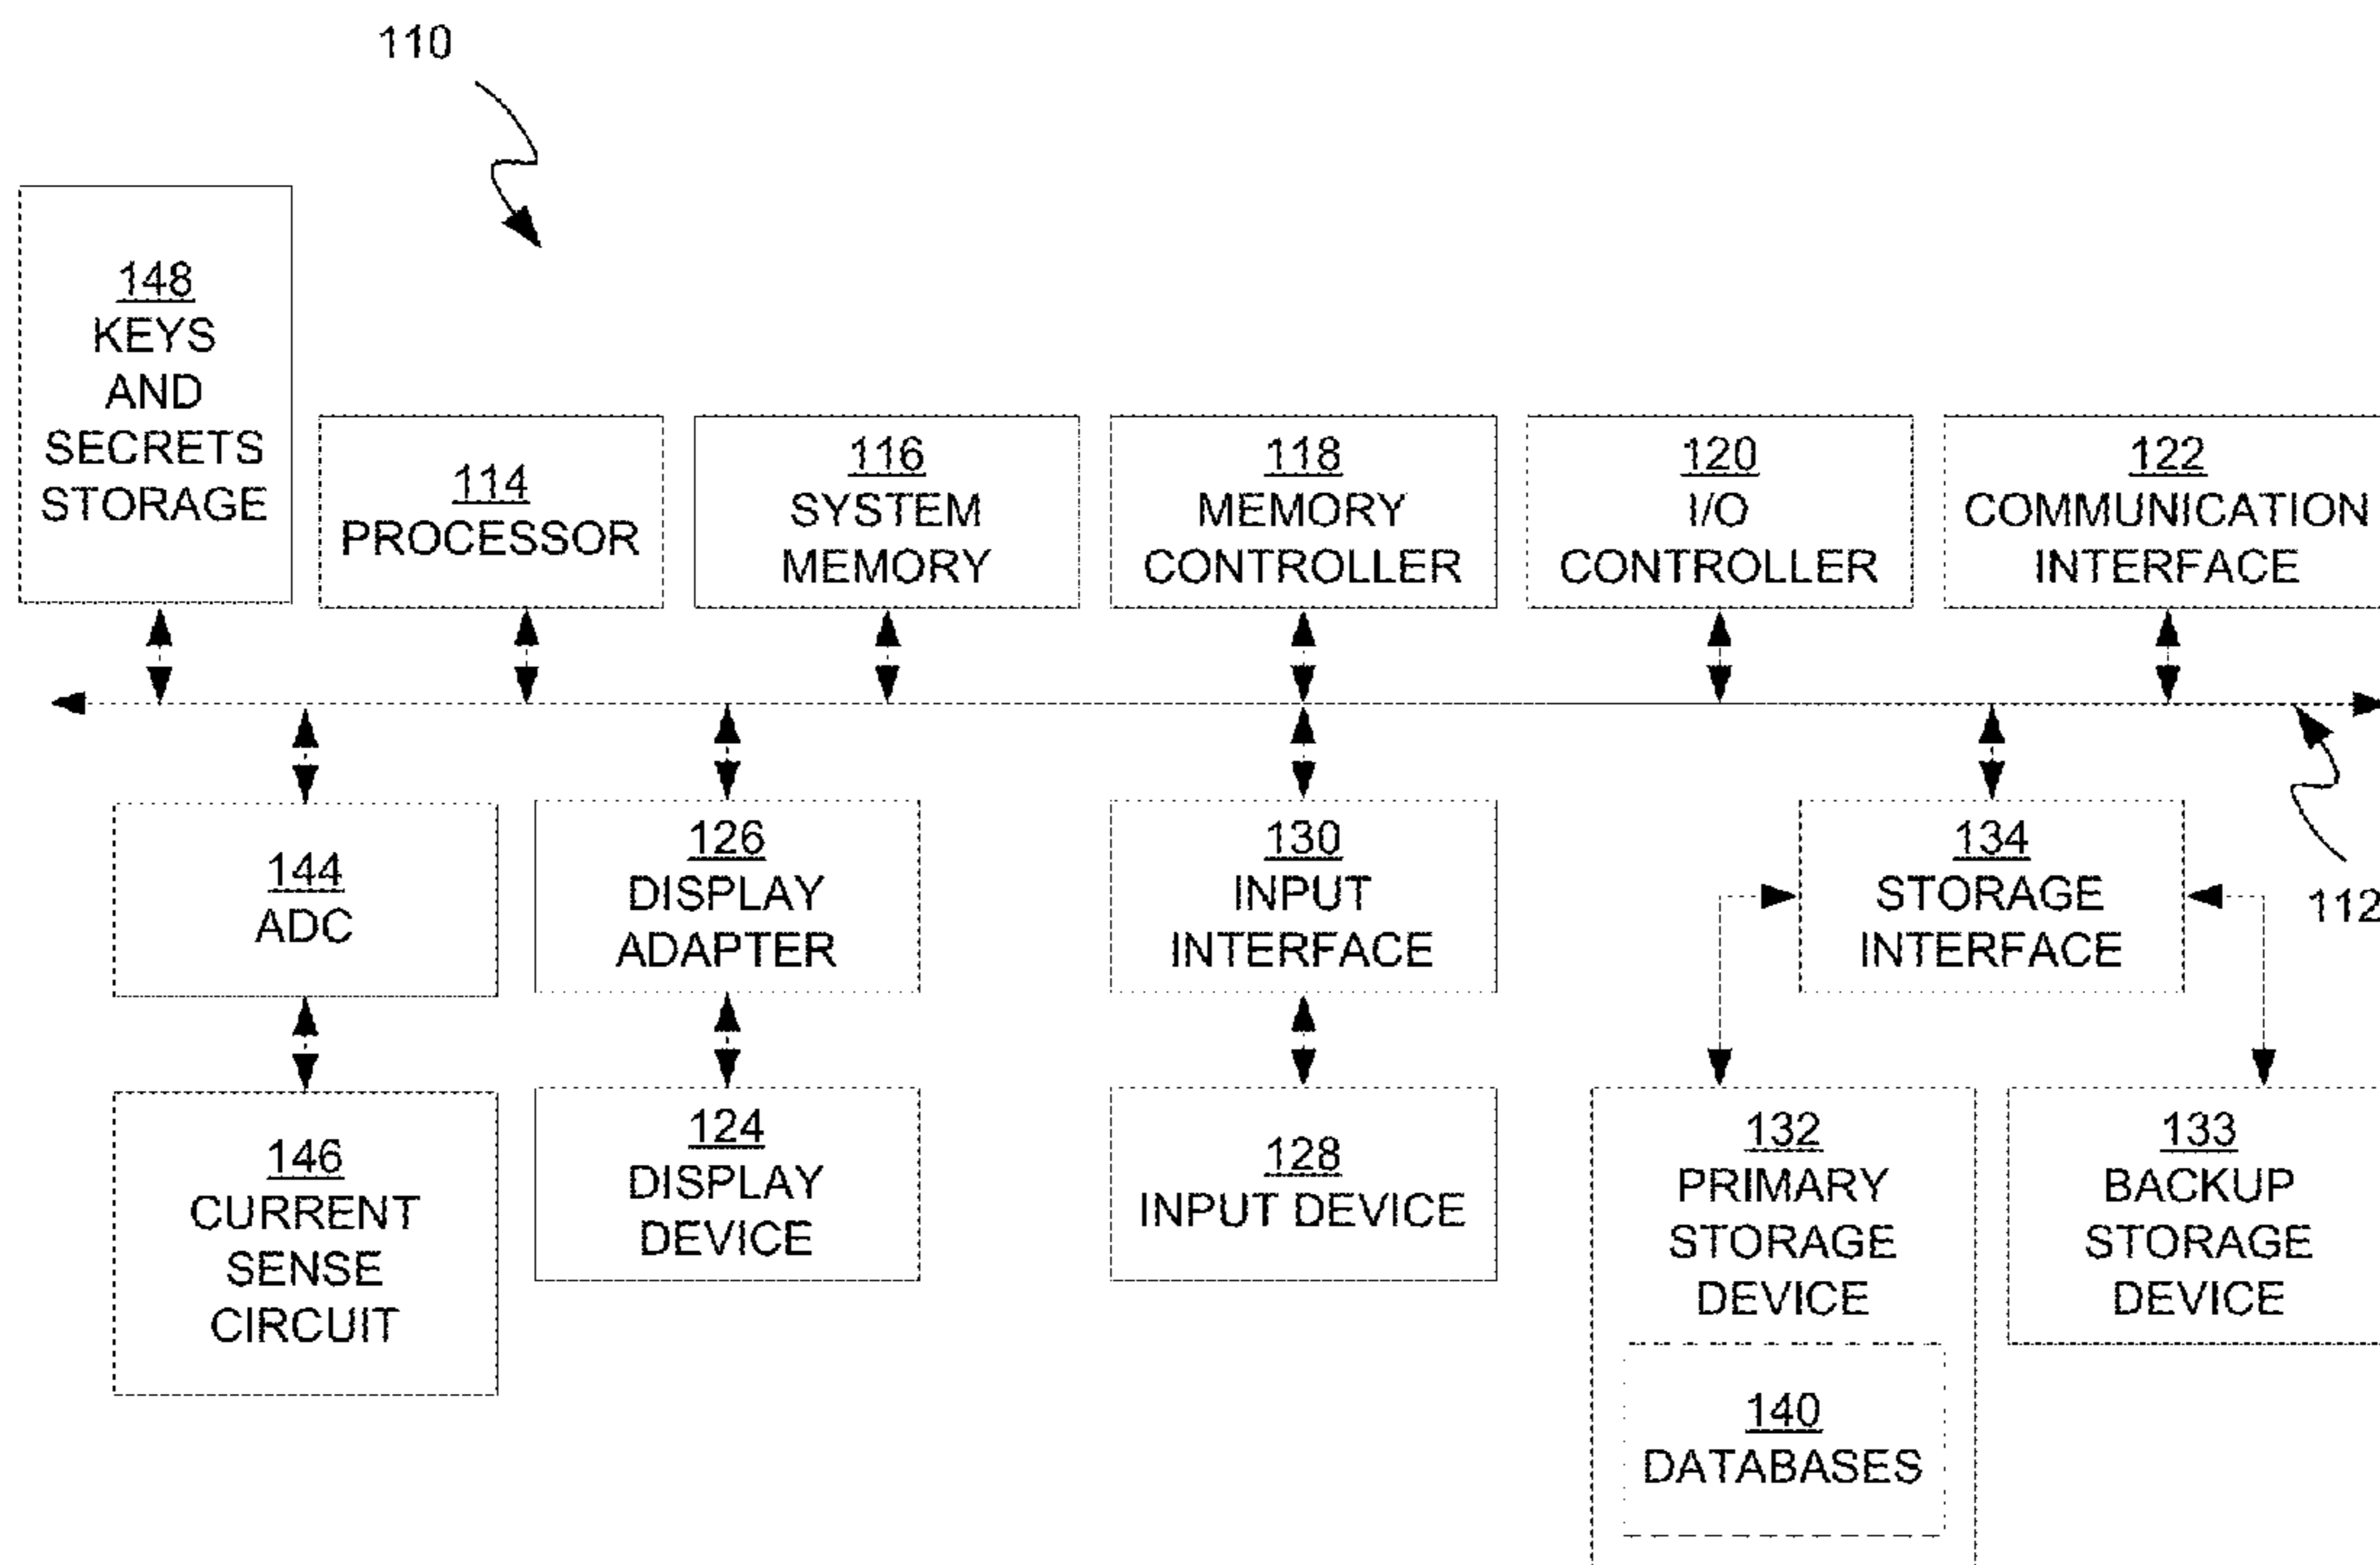 110
148
KEYS
AND
SECRETS
STORAGE
114
PROCESSOR
116
SYSTEM
MEMORY
118
MEMORY
CONTROLLER
120
I/O
CONTROLLER
122
COMMUNICATION
INTERFACE
144
ADC
126
DISPLAY
ADAPTER
130
INPUT
INTERFACE
134
STORAGE
INTERFACE
112
146
CURRENT
SENSE
CIRCUIT
124
DISPLAY
DEVICE
128
INPUT DEVICE
132
PRIMARY
STORAGE
DEVICE
140
DATABASES
133
BACKUP
STORAGE
DEVICE